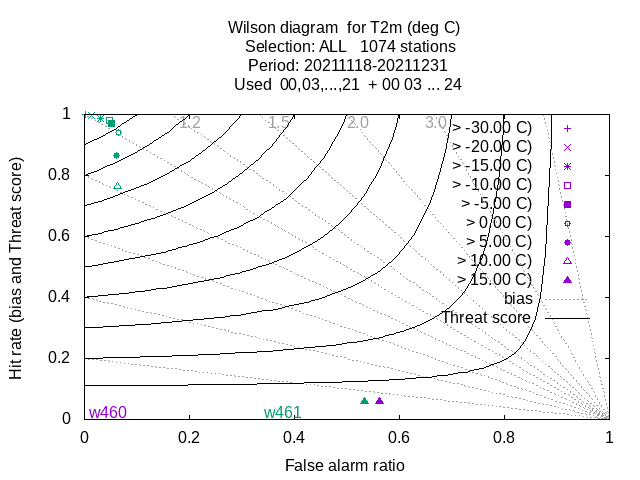 Wilson diagram  for T2m (deg C)
Selection: ALL   1074 stations
Period: 20211118-20211231
Used  00,03,...,21  + 00 03 ... 24
1
0.8
0.6
0.4
0.2
0
Hit rate (bias and Threat score)
1.2
1.5
2.0
3.0
> -30.00 C)
> -20.00 C)
> -15.00 C)
> -10.00 C)
> -5.00 C)
> 0.00 C)
> 5.00 C)
> 10.00 C)
> 15.00 C)
bias
Threat score
w460
w461
0 0.2 0.4 0.6 0.8 1
False alarm ratio